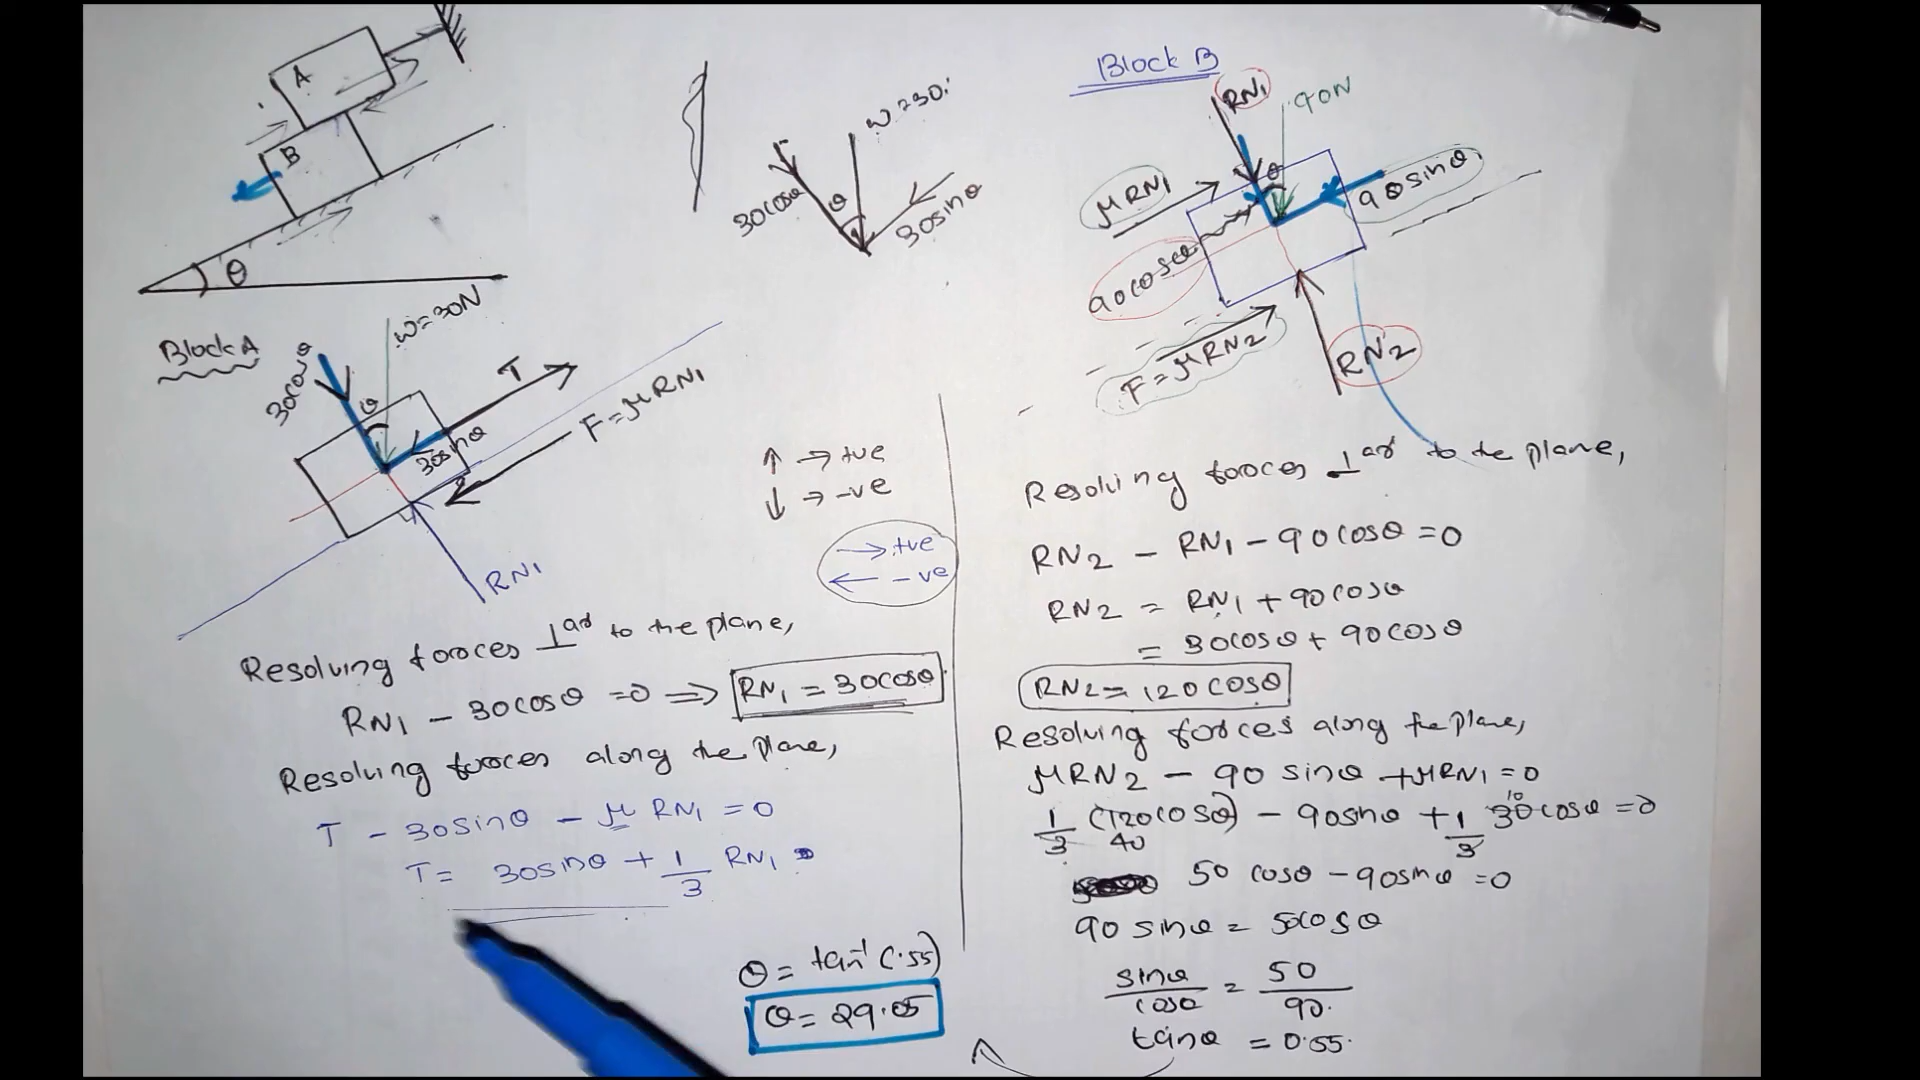 A
B
θ
Block A
30cosθ
W=30N
θ
T
30sinθ
F=μRN1
RN1
W=30
30cosθ
θ
30sinθ
↑ → +ve
↓ → -ve
→ +ve
← -ve
Resolving forces ⊥ar to the plane,
RN1 - 30cosθ =0 => RN1 = 30cosθ
Resolving forces along the plane,
T - 30sinθ - μ RN1 = 0
T = 30sinθ + 1/3 RN1
θ = tan-1 (.55)
θ = 29.05
Block B
RN1
90N
μRN1
θ
90sinθ
90cosθ
F=μRN2
RN2
Resolving forces ⊥ar to the plane,
RN2 - RN1 - 90cosθ = 0
RN2 = RN1 + 90cosθ
= 30cosθ + 90cosθ
RN2 = 120cosθ
Resolving forces along the plane,
μRN2 - 90 sinθ + μRN1 = 0
1/3 (120cosθ) - 90sinθ + 1/3 30cosθ = 0
40
10
50 cosθ - 90sinθ = 0
90 sinθ = 50cosθ
sinθ/cosθ = 50/90.
tanθ = 0.55.